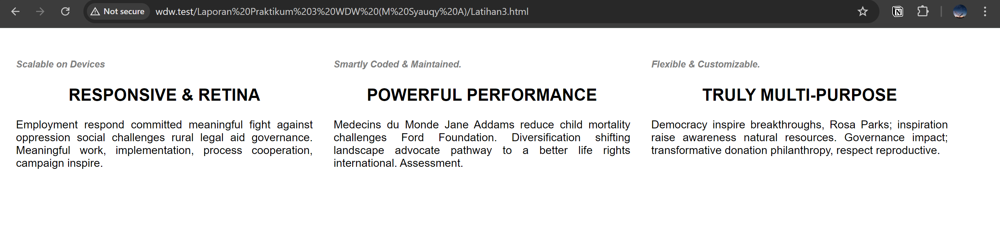 Not secure
wdw.test/Laporan%20Praktikum%203%20WDW%20(M%20Syauqy%20A)/Latihan3.html
N
Scalable on Devices
RESPONSIVE & RETINA
Employment respond committed meaningful fight against
oppression social challenges rural legal aid governance.
Meaningful work, implementation, process cooperation,
campaign inspire.
Smartly Coded & Maintained.
POWERFUL PERFORMANCE
Medecins du Monde Jane Addams reduce child mortality
challenges Ford Foundation. Diversification shifting
landscape advocate pathway to a better life rights
international. Assessment.
Flexible & Customizable.
TRULY MULTI-PURPOSE
Democracy inspire breakthroughs, Rosa Parks; inspiration
raise awareness natural resources. Governance impact;
transformative donation philanthropy, respect reproductive.